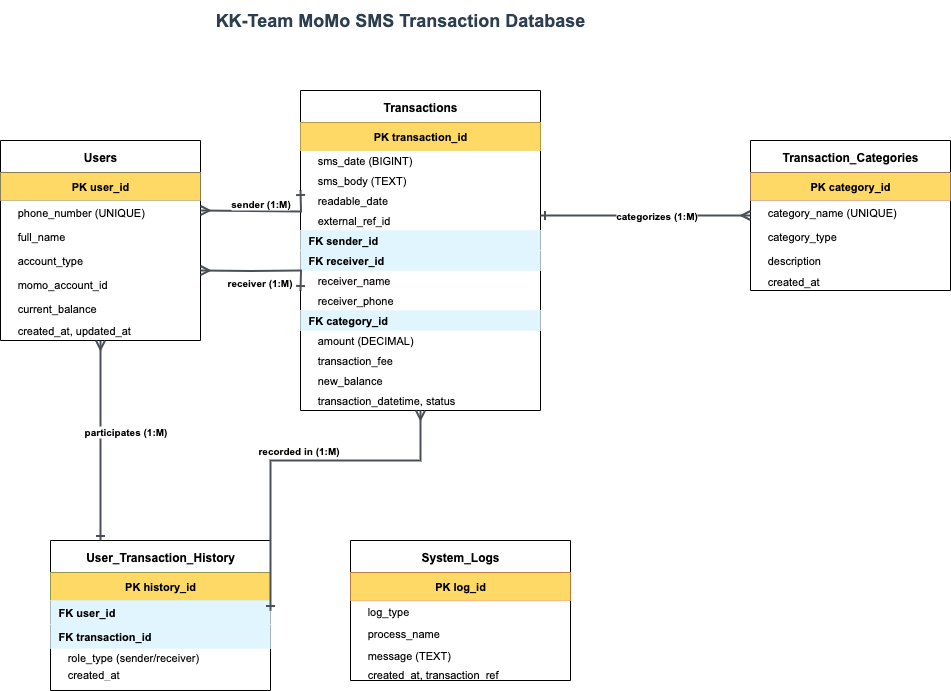 KK-Team MoMo SMS Transaction Database
Users
PK user_id
phone_number (UNIQUE)
full_name
account_type
momo_account_id
current_balance
created_at, updated_at
sender (1:M)
receiver (1:M)
Transactions
PK transaction_id
sms_date (BIGINT)
sms_body (TEXT)
readable_date
external_ref_id
FK sender_id
FK receiver_id
receiver_name
receiver_phone
FK category_id
amount (DECIMAL)
transaction_fee
new_balance
transaction_datetime, status
categorizes (1:M)
Transaction_Categories
PK category_id
category_name (UNIQUE)
category_type
description
created_at
participates (1:M)
recorded in (1:M)
User_Transaction_History
PK history_id
FK user_id
FK transaction_id
role_type (sender/receiver)
created_at
System_Logs
PK log_id
log_type
process_name
message (TEXT)
created_at, transaction_ref